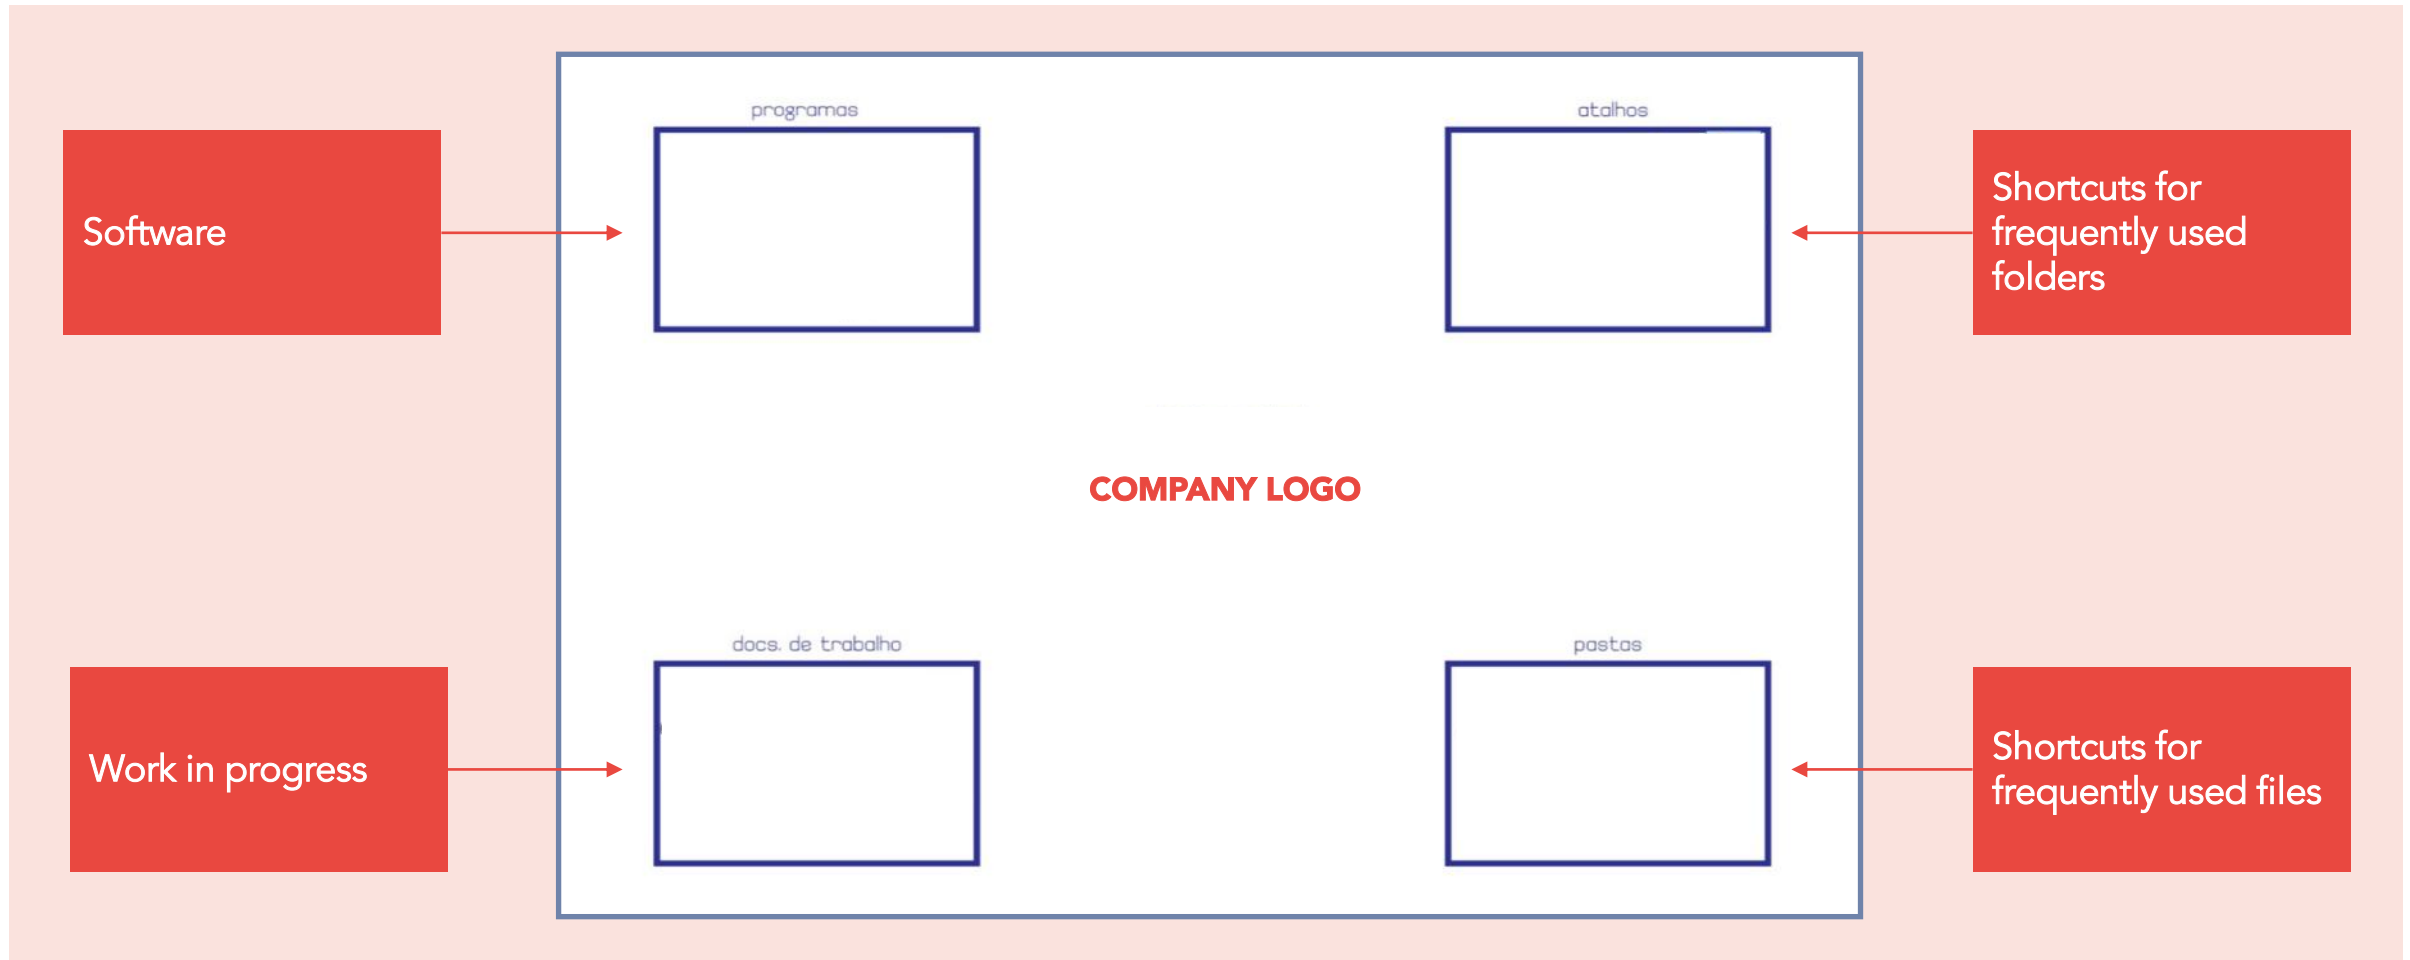 programas
atalhos
Software
Shortcuts for
frequently used
folders
COMPANY LOGO
docs. de trabalho
pastas
Work in progress
Shortcuts for
frequently used files